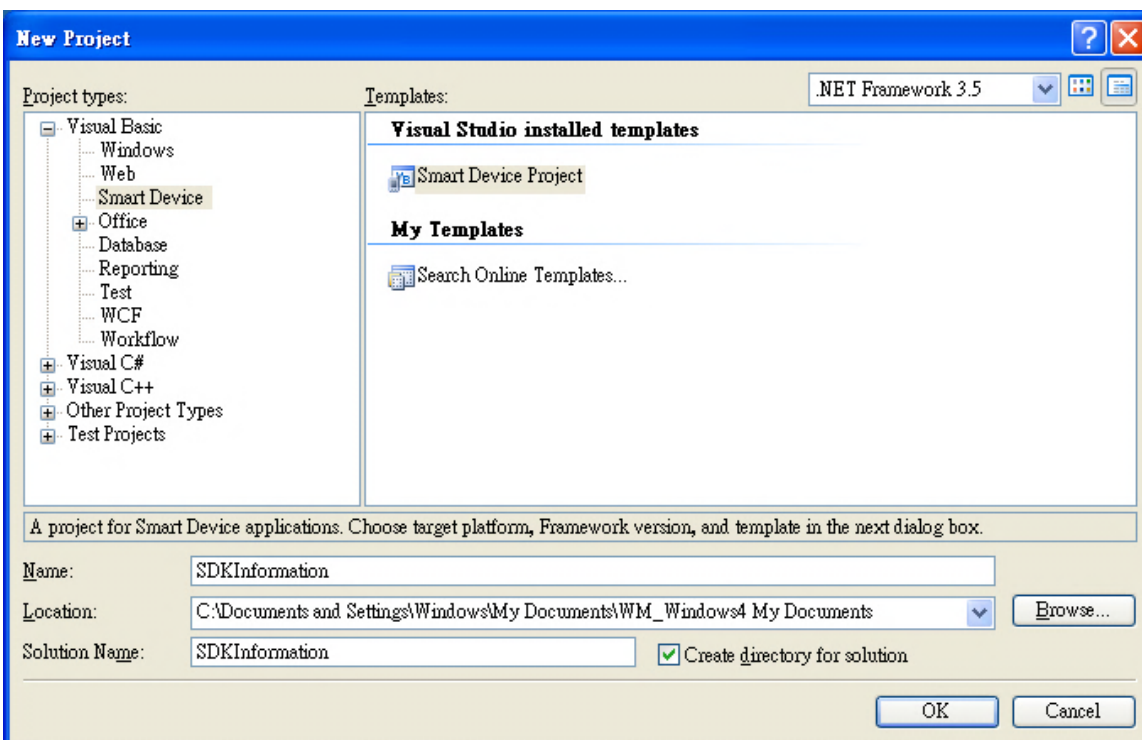 New Project
Project types:
Templates:
.NET Framework 3.5
Visual Basic
Windows
Web
Smart Device
Office
Database
Reporting
Test
WCF
Workflow
Visual C#
Visual C++
Other Project Types
Test Projects
Visual Studio installed templates
Smart Device Project
My Templates
Search Online Templates...
A project for Smart Device applications. Choose target platform, Framework version, and template in the next dialog box.
Name:
SDKInformation
Location:
C:\Documents and Settings\Windows\My Documents\WM_Windows4 My Documents
Browse...
Solution Name:
SDKInformation
Create directory for solution
OK
Cancel